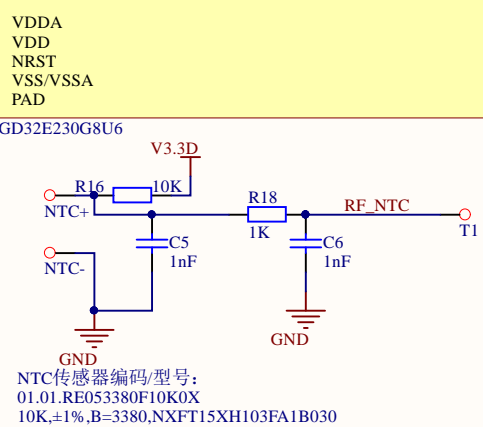 VDDA
VDD
NRST
VSS/VSSA
PAD
GD32E230G8U6
V3.3D
R16
10K
R18
RF_NTC
NTC+
1K
T1
C5
C6
1nF
1nF
NTC-
GND
GND
NTC传感器编码/型号：
01.01.RE053380F10K0X
10K,±1%,B=3380,NXFT15XH103FA1B030